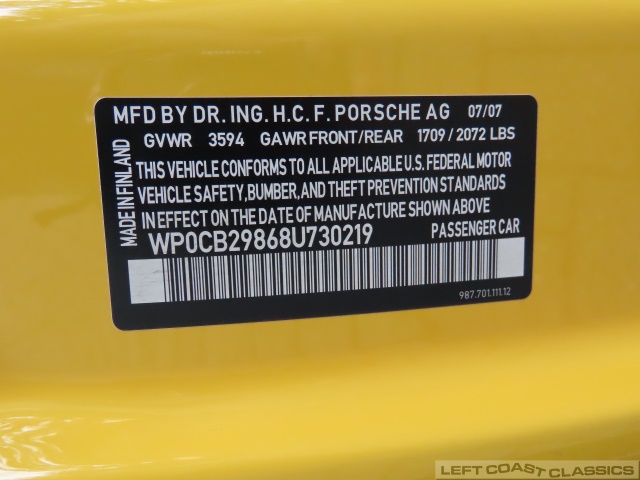 MFD BY DR. ING. H.C. F. PORSCHE AG 07/07
GVWR 3594 GAWR FRONT/REAR 1709 / 2072 LBS
MADE IN FINLAND
THIS VEHICLE CONFORMS TO ALL APPLICABLE U.S. FEDERAL MOTOR
VEHICLE SAFETY, BUMPER, AND THEFT PREVENTION STANDARDS
IN EFFECT ON THE DATE OF MANUFACTURE SHOWN ABOVE.
WP0CB29868U730219 PASSENGER CAR
987.701.111.12
LEFT COAST CLASSICS